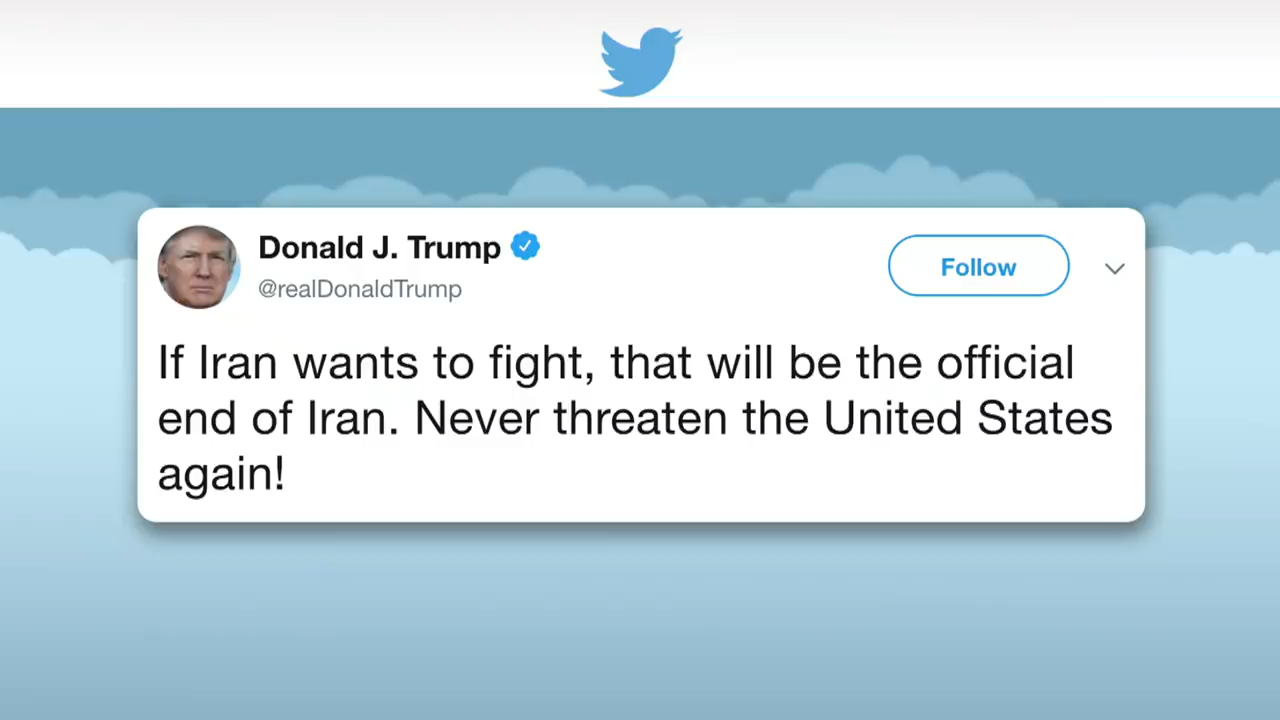 Donald J. Trump
@realDonaldTrump
Follow
If Iran wants to fight, that will be the official
end of Iran. Never threaten the United States
again!